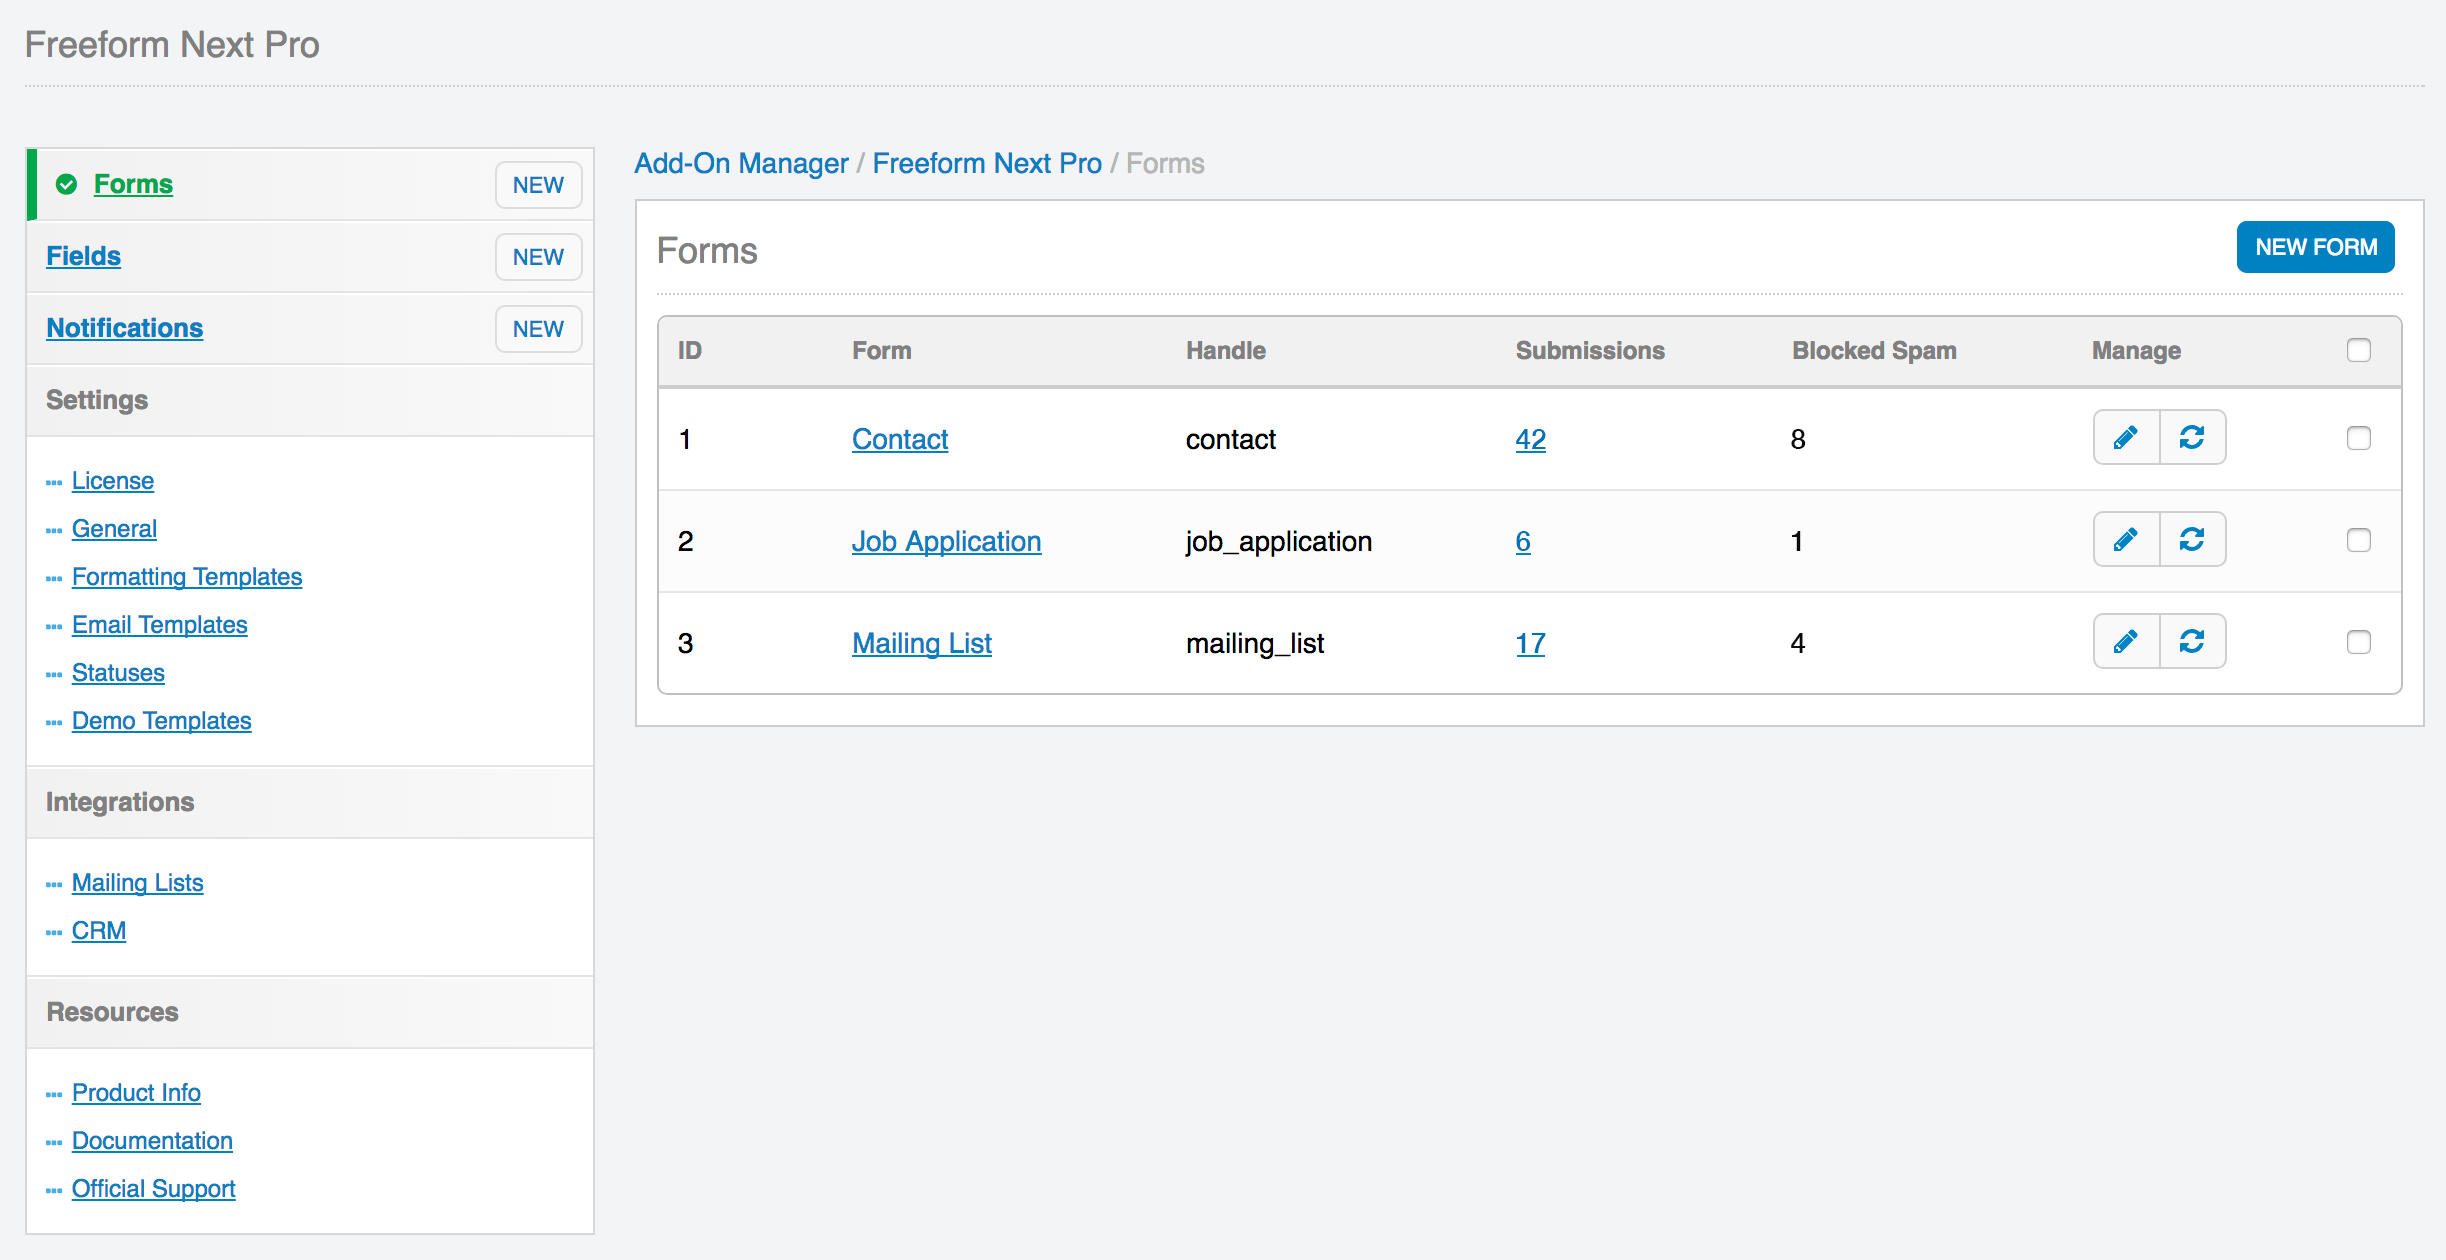 Freeform Next Pro
Forms NEW
Fields NEW
Notifications NEW
Settings
License
General
Formatting Templates
Email Templates
Statuses
Demo Templates
Integrations
Mailing Lists
CRM
Resources
Product Info
Documentation
Official Support
Add-On Manager / Freeform Next Pro / Forms
Forms NEW FORM
ID Form Handle Submissions Blocked Spam Manage
1 Contact contact 42 8
2 Job Application job_application 6 1
3 Mailing List mailing_list 17 4